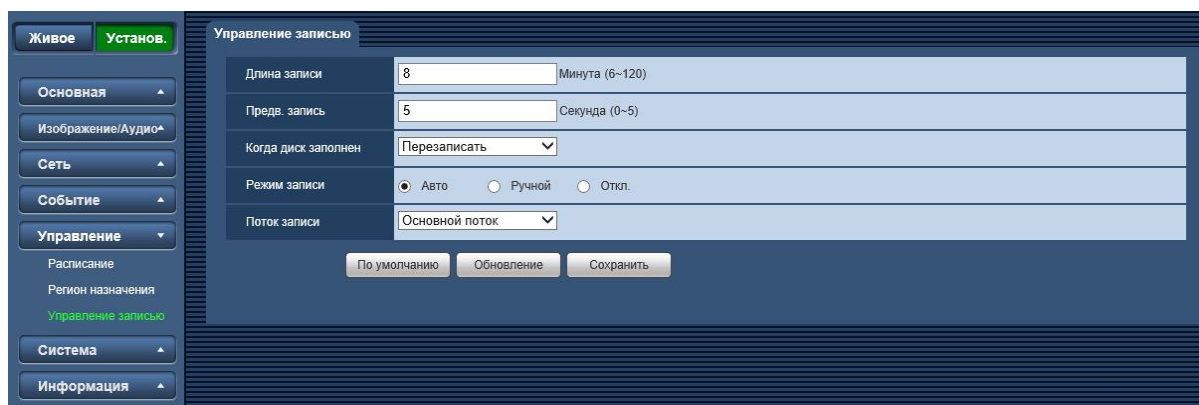 Живое Установ.
Основная
Изображение/Аудио
Сеть
Событие
Управление
Расписание
Регион назначения
Управление записью
Система
Информация
Управление записью
Длина записи 8 Минута (6~120)
Предв. запись 5 Секунда (0~5)
Когда диск заполнен Перезаписать
Режим записи Авто Ручной Откл.
Поток записи Основной поток
По умолчанию Обновление Сохранить